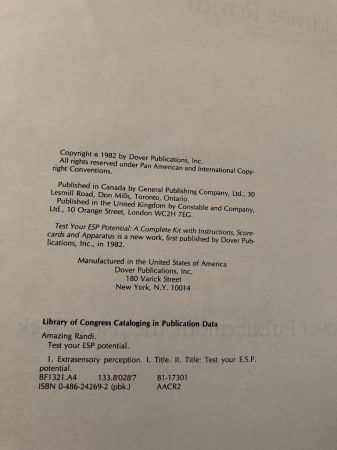 Copyright © 1982 by Dover Publications, Inc.
All rights reserved under Pan American and International Copy-
right Conventions.
Published in Canada by General Publishing Company, Ltd., 30
Lesmill Road, Don Mills, Toronto, Ontario.
Published in the United Kingdom by Constable and Company,
Ltd., 10 Orange Street, London WC2H 7EG.
Test Your ESP Potential: A Complete Kit with Instructions, Score-
cards and Apparatus is a new work, first published by Dover Pub-
lications, Inc., in 1982.
Manufactured in the United States of America
Dover Publications, Inc.
180 Varick Street
New York, N.Y. 10014
Library of Congress Cataloging in Publication Data
Amazing Randi.
Test your ESP potential.
1. Extrasensory perception. I. Title. II. Title: Test your E.S.P.
potential.
BF1321.A4 133.8'028'7 81-17301
ISBN 0-486-24269-2 (pbk.) AACR2